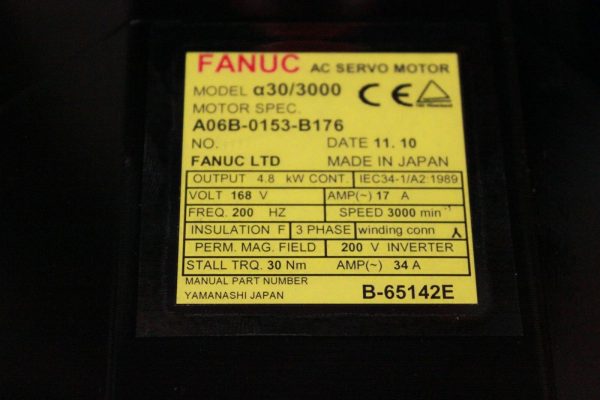 FANUC AC SERVO MOTOR
MODEL α30/3000
MOTOR SPEC.
A06B-0153-B176
NO. DATE 11. 10
FANUC LTD MADE IN JAPAN
OUTPUT 4.8 kW CONT. IEC34-1/A2:1989
VOLT 168 V AMP(~) 17 A
FREQ. 200 HZ SPEED 3000 min⁻¹
INSULATION F 3 PHASE winding conn
PERM. MAG. FIELD 200 V INVERTER
STALL TRQ. 30 Nm AMP(~) 34 A
MANUAL PART NUMBER
YAMANASHI JAPAN B-65142E
CE